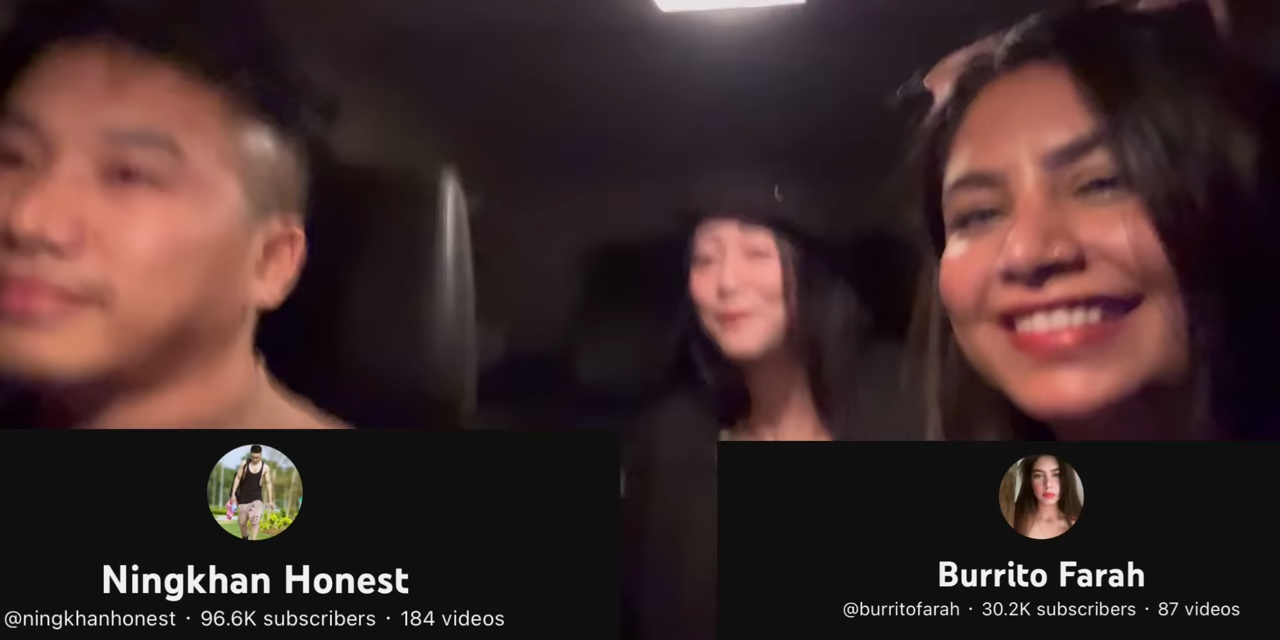 Ningkhan Honest
@ningkhanhonest · 96.6K subscribers · 184 videos
Burrito Farah
@burritofarah · 30.2K subscribers · 87 videos